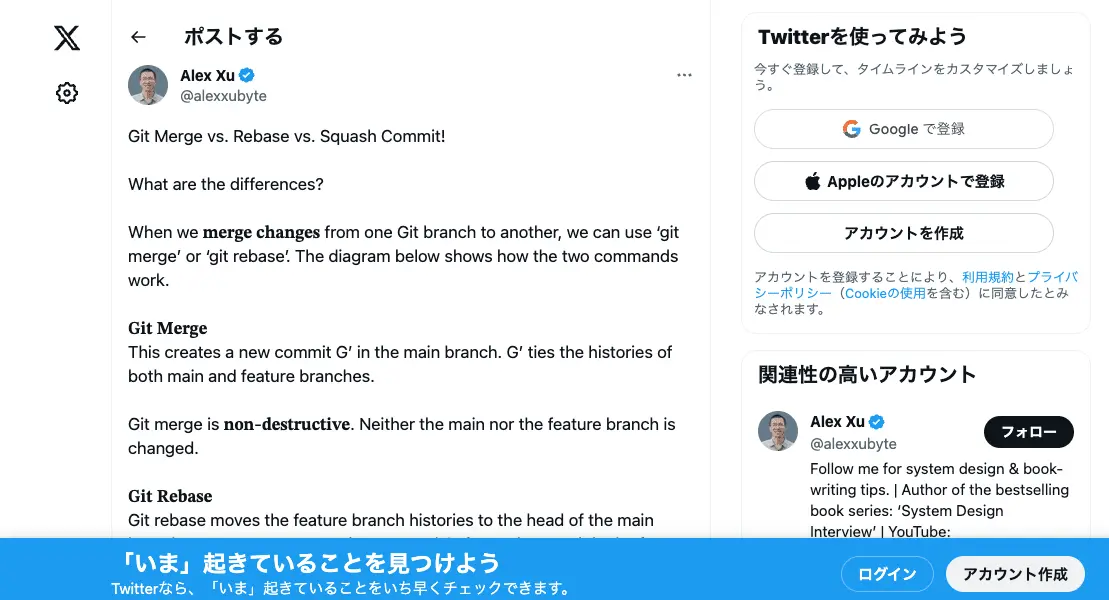 ポストする
Alex Xu
@alexxubyte
Git Merge vs. Rebase vs. Squash Commit!
What are the differences?
When we merge changes from one Git branch to another, we can use ‘git
merge’ or ‘git rebase’. The diagram below shows how the two commands
work.
Git Merge
This creates a new commit G’ in the main branch. G’ ties the histories of
both main and feature branches.
Git merge is non-destructive. Neither the main nor the feature branch is
changed.
Git Rebase
Git rebase moves the feature branch histories to the head of the main
Twitterを使ってみよう
今すぐ登録して、タイムラインをカスタマイズしましょ
う。
Google で登録
Appleのアカウントで登録
アカウントを作成
アカウントを登録することにより、利用規約とプライバ
シーポリシー（Cookieの使用を含む）に同意したとみ
なされます。
関連性の高いアカウント
Alex Xu
フォロー
@alexxubyte
Follow me for system design & book-
writing tips. | Author of the bestselling
book series: ‘System Design
Interview’ | YouTube:
「いま」起きていることを見つけよう
Twitterなら、「いま」起きていることをいち早くチェックできます。
ログイン
アカウント作成